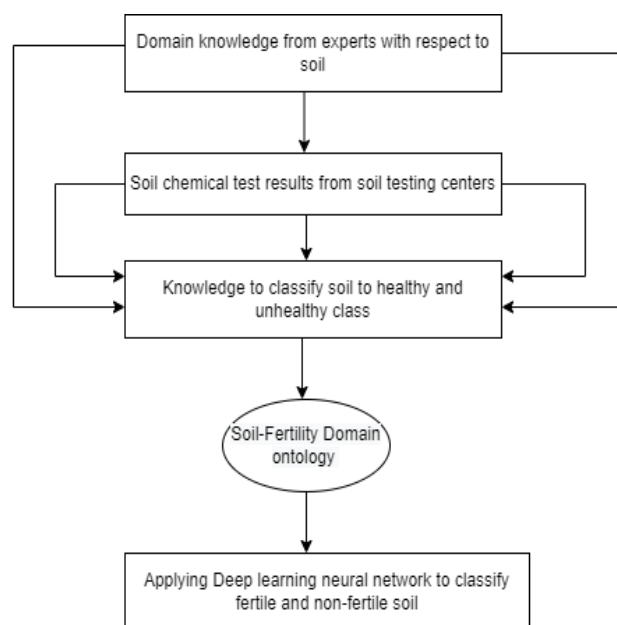 Domain knowledge from experts with respect to
soil
Soil chemical test results from soil testing centers
Knowledge to classify soil to healthy and
unhealthy class
Soil-Fertility Domain
ontology
Applying Deep learning neural network to classify
fertile and non-fertile soil